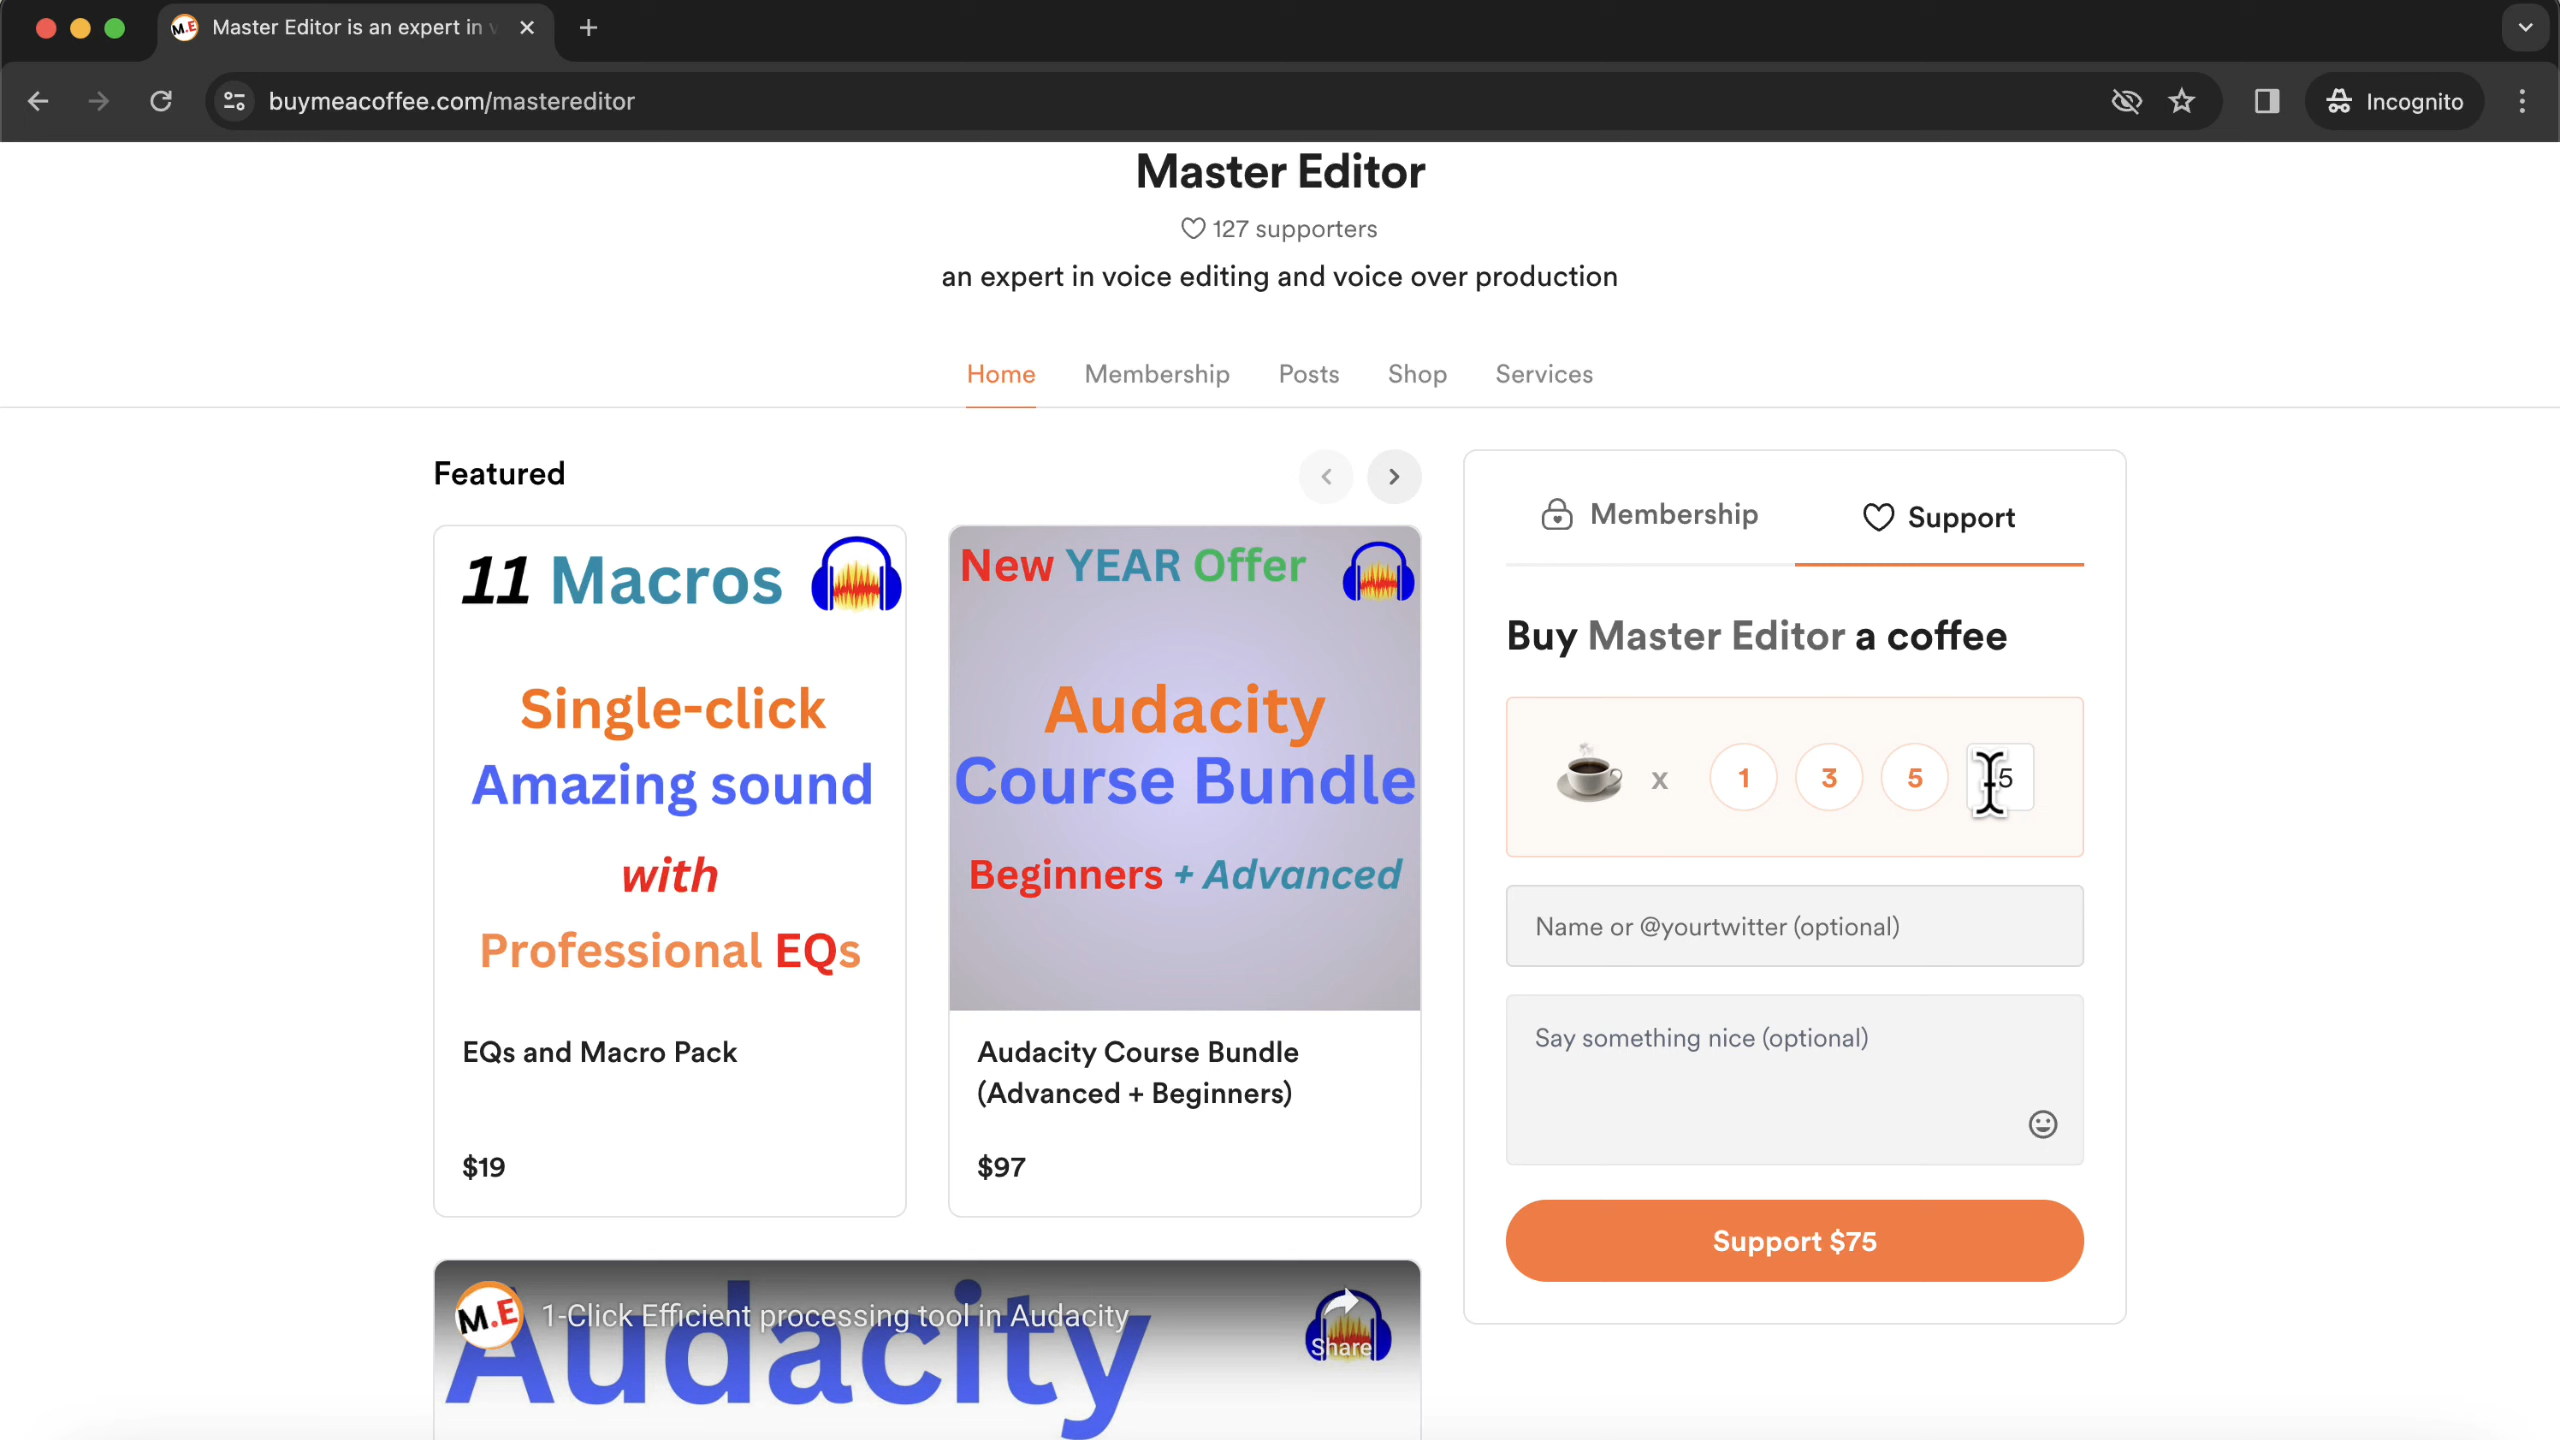 Master Editor is an expert in v
buymeacoffee.com/mastereditor
Incognito
Master Editor
127 supporters
an expert in voice editing and voice over production
Home Membership Posts Shop Services
Featured
11 Macros
Single-click
Amazing sound
with
Professional EQs
EQs and Macro Pack
$19
New YEAR Offer
Audacity
Course Bundle
Beginners + Advanced
Audacity Course Bundle
(Advanced + Beginners)
$97
M.E
1-Click Efficient processing tool in Audacity
Share
Audacity
Membership
Support
Buy Master Editor a coffee
x 1 3 5
Name or @yourtwitter (optional)
Say something nice (optional)
Support $75